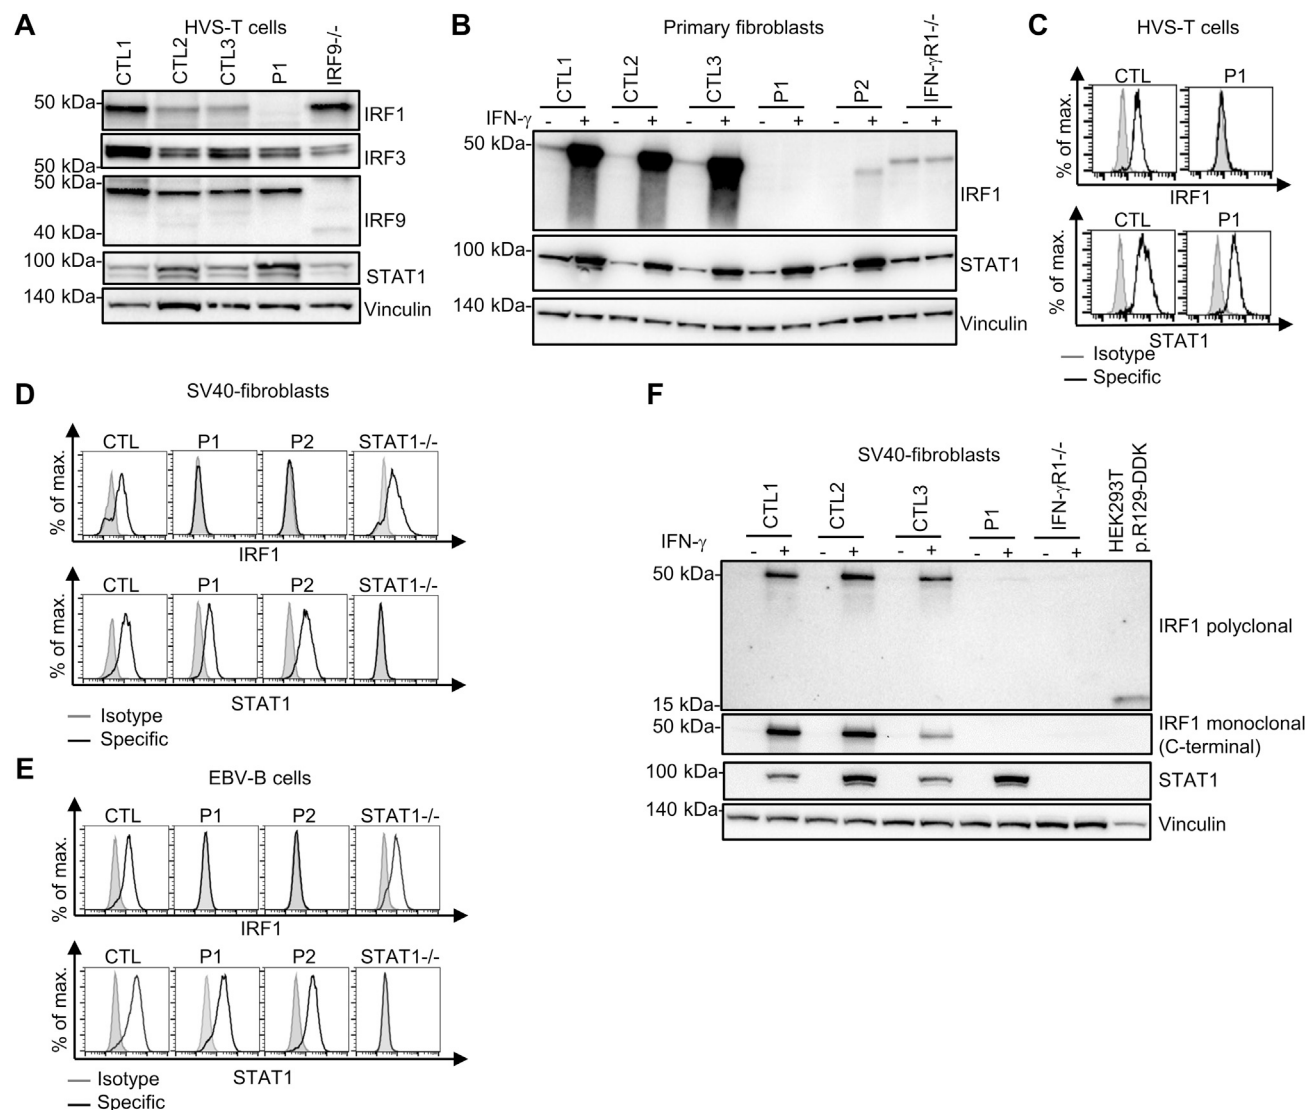 A
HVS-T cells
CTL1 CTL2 CTL3 P1 IRF9-/-
50 kDa- IRF1
IRF3
50 kDa-
50 kDa-
IRF9
40 kDa-
100 kDa- STAT1
140 kDa- Vinculin
B
Primary fibroblasts
CTL1 CTL2 CTL3 P1 P2 IFN-γR1-/-
IFN-γ - + - + - + - + - + - +
50 kDa-
IRF1
100 kDa- STAT1
140 kDa-
Vinculin
C
HVS-T cells
CTL P1
% of max.
IRF1
CTL P1
% of max.
STAT1
Isotype
Specific
D
SV40-fibroblasts
CTL P1 P2 STAT1-/-
% of max.
IRF1
CTL P1 P2 STAT1-/-
% of max.
STAT1
Isotype
Specific
E
EBV-B cells
CTL P1 P2 STAT1-/-
% of max.
IRF1
CTL P1 P2 STAT1-/-
% of max.
STAT1
Isotype
Specific
F
SV40-fibroblasts
CTL1 CTL2 CTL3 P1 IFN-γR1-/- HEK293T
p.R129-DDK
IFN-γ - + - + - + - + - +
50 kDa-
IRF1 polyclonal
15 kDa-
50 kDa- IRF1 monoclonal
(C-terminal)
100 kDa- STAT1
140 kDa-
Vinculin